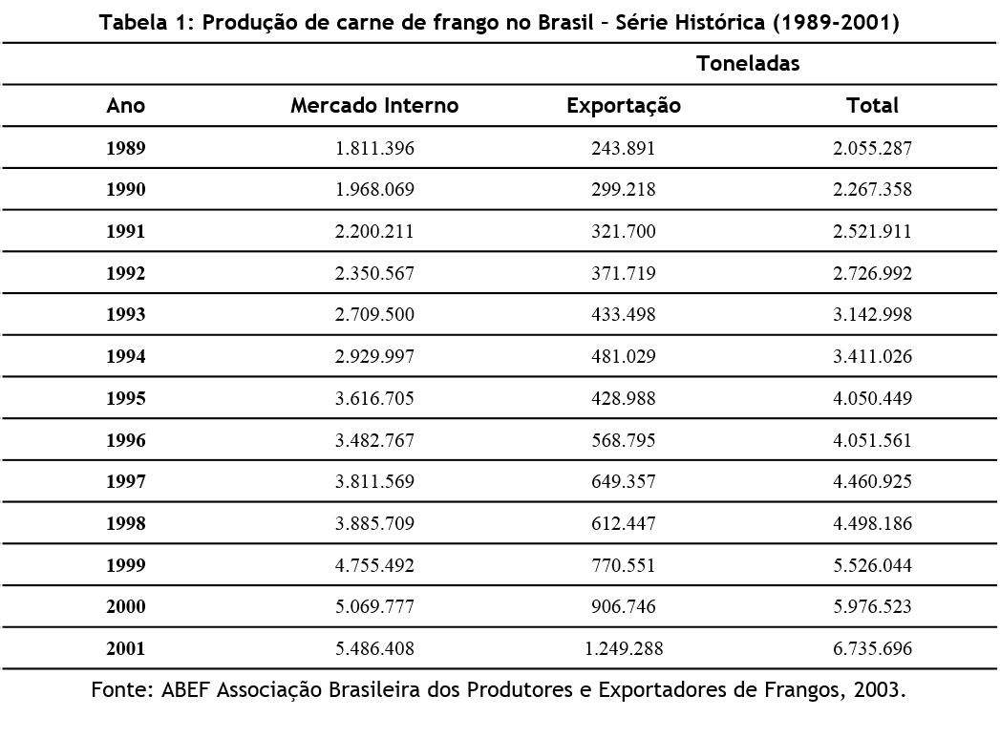 Tabela 1: Produção de carne de frango no Brasil – Série Histórica (1989-2001)
Toneladas
Ano Mercado Interno Exportação Total
1989 1.811.396 243.891 2.055.287
1990 1.968.069 299.218 2.267.358
1991 2.200.211 321.700 2.521.911
1992 2.350.567 371.719 2.726.992
1993 2.709.500 433.498 3.142.998
1994 2.929.997 481.029 3.411.026
1995 3.616.705 428.988 4.050.449
1996 3.482.767 568.795 4.051.561
1997 3.811.569 649.357 4.460.925
1998 3.885.709 612.447 4.498.186
1999 4.755.492 770.551 5.526.044
2000 5.069.777 906.746 5.976.523
2001 5.486.408 1.249.288 6.735.696
Fonte: ABEF Associação Brasileira dos Produtores e Exportadores de Frangos, 2003.